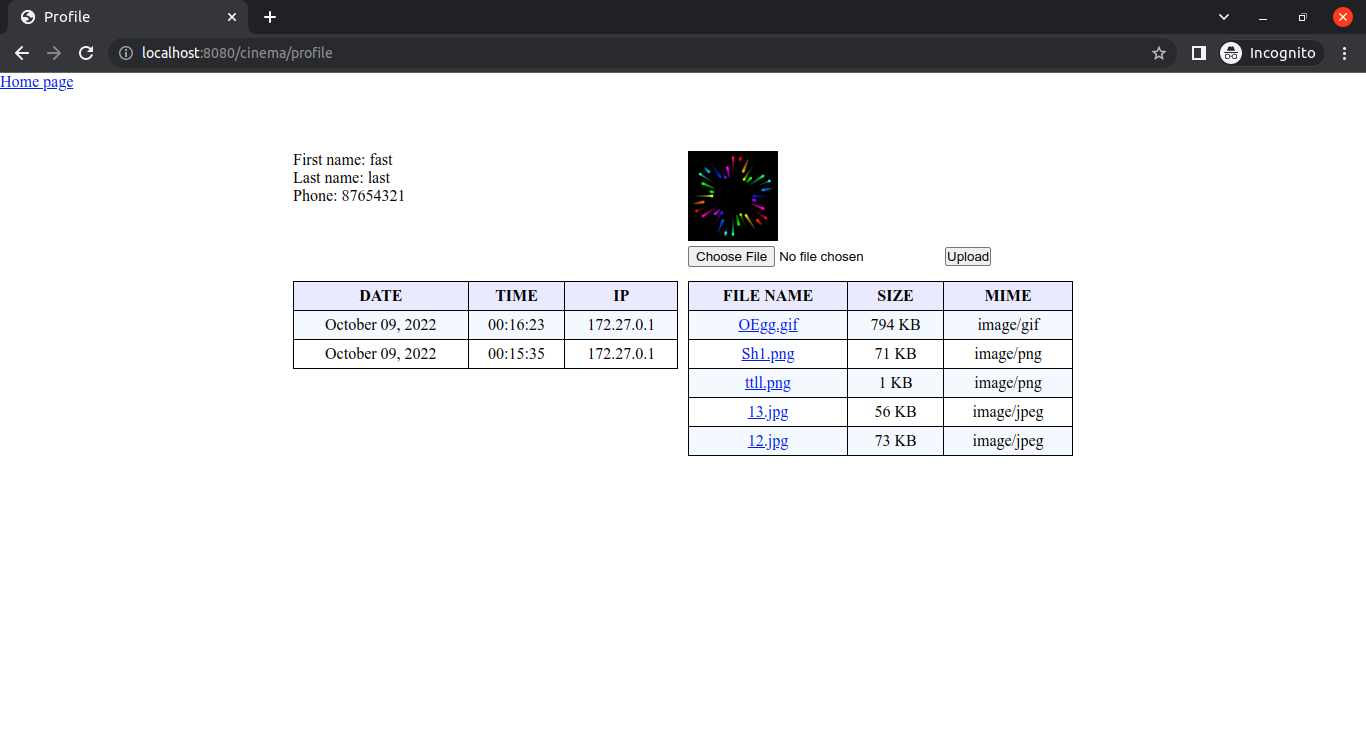 Profile
localhost:8080/cinema/profile
Incognito
Home page
First name: fast
Last name: last
Phone: 87654321
Choose File No file chosen Upload
DATE TIME IP
October 09, 2022 00:16:23 172.27.0.1
October 09, 2022 00:15:35 172.27.0.1
FILE NAME SIZE MIME
OEgg.gif 794 KB image/gif
Sh1.png 71 KB image/png
ttll.png 1 KB image/png
13.jpg 56 KB image/jpeg
12.jpg 73 KB image/jpeg